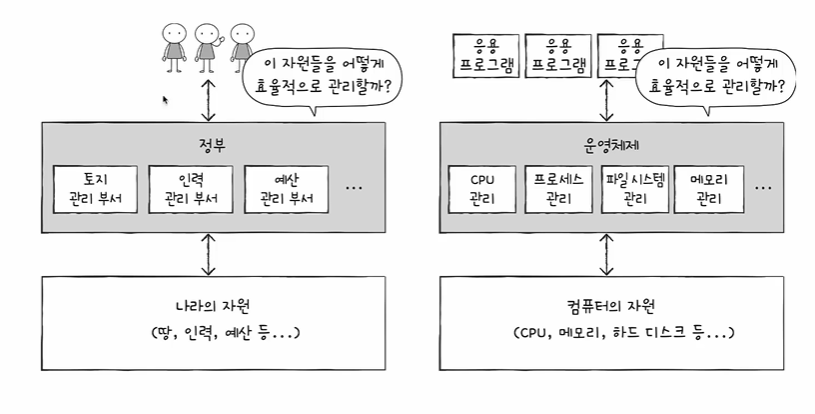 이 자원들을 어떻게
효율적으로 관리할까?
정부
토지
관리 부서
인력
관리 부서
예산
관리 부서
...
나라의 자원
(땅, 인력, 예산 등...)
응용
프로그램
응용
프로그램
응용
프로그
이 자원들을 어떻게
효율적으로 관리할까?
운영체제
CPU
관리
프로세스
관리
파일 시스템
관리
메모리
관리
...
컴퓨터의 자원
(CPU, 메모리, 하드 디스크 등...)